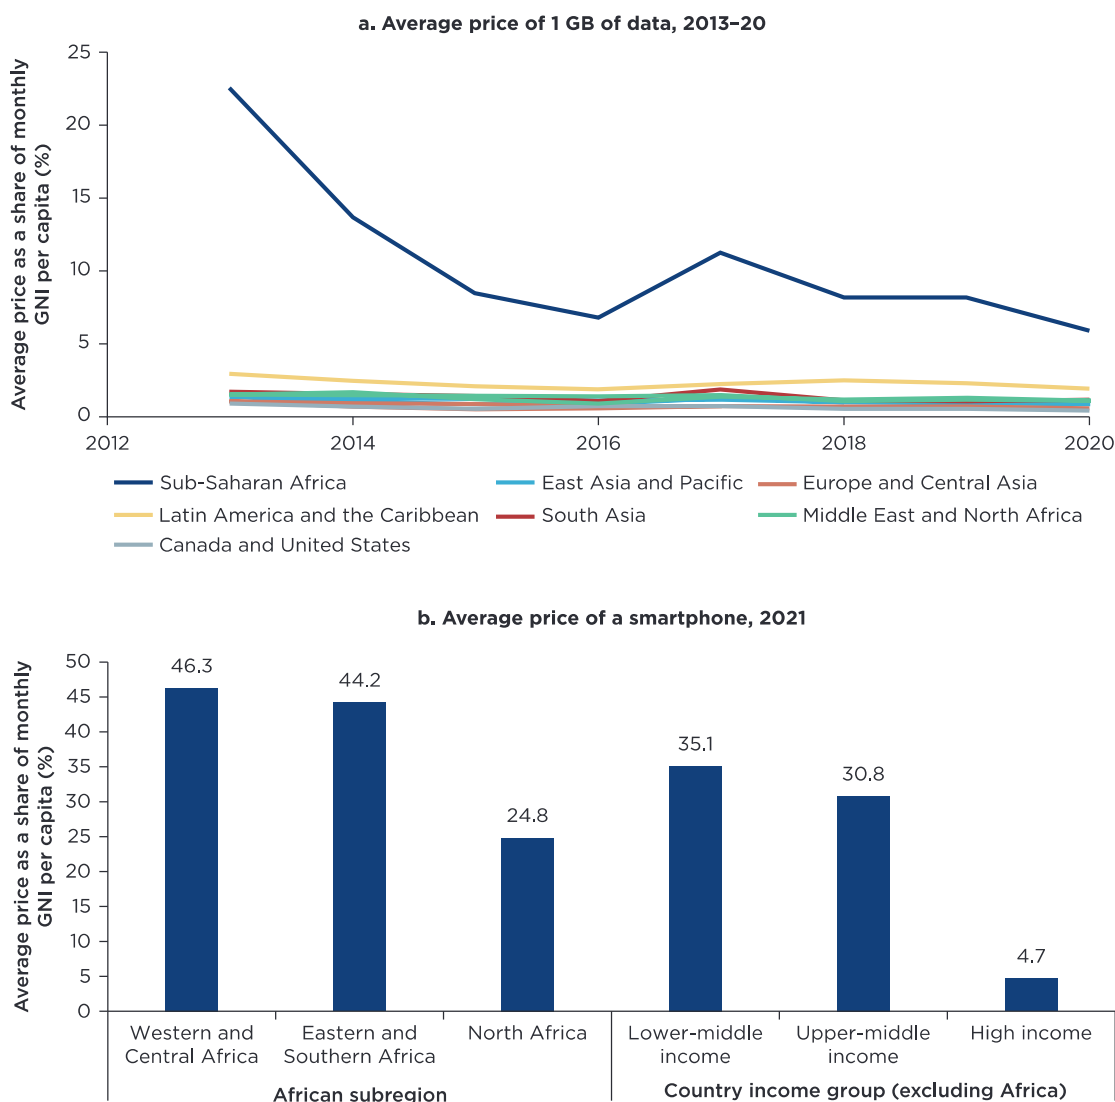 a. Average price of 1 GB of data, 2013–20
Average price as a share of monthly
GNI per capita (%)
25
20
15
10
5
0
2012
2014
2016
2018
2020
Sub-Saharan Africa
East Asia and Pacific
Europe and Central Asia
Latin America and the Caribbean
South Asia
Middle East and North Africa
Canada and United States
b. Average price of a smartphone, 2021
Average price as a share of monthly
GNI per capita (%)
50
45
40
35
30
25
20
15
10
5
0
46.3
44.2
24.8
35.1
30.8
4.7
Western and
Central Africa
Eastern and
Southern Africa
North Africa
Lower-middle
income
Upper-middle
income
High income
African subregion
Country income group (excluding Africa)